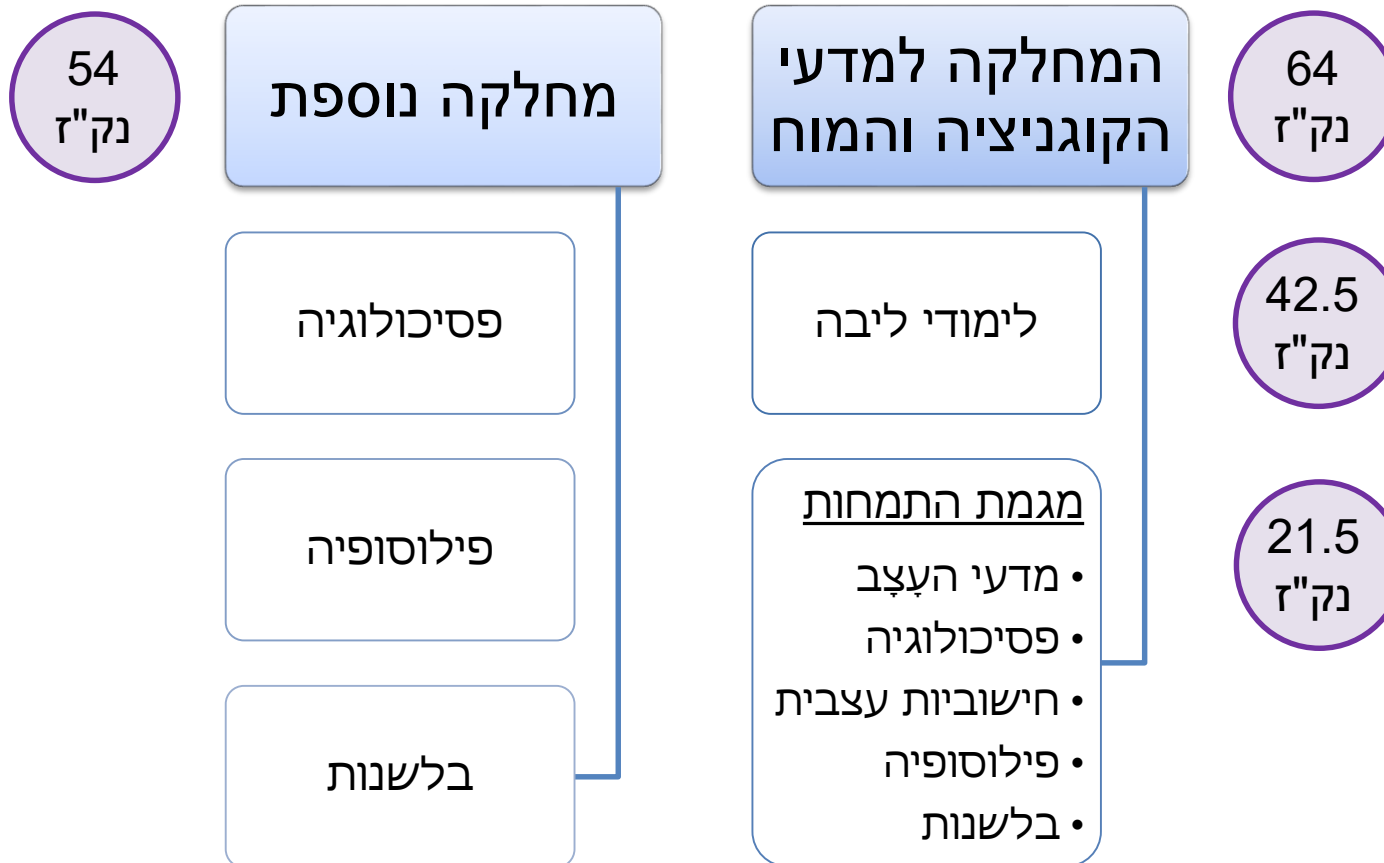 64
נק"ז
המחלקה למדעי
הקוגניציה והמוח
42.5
נק"ז
לימודי ליבה
21.5
נק"ז
מגמת התמחות
• מדעי העָצָב
• פסיכולוגיה
• חישוביות עצבית
• פילוסופיה
• בלשנות
מחלקה נוספת
54
נק"ז
פסיכולוגיה
פילוסופיה
בלשנות